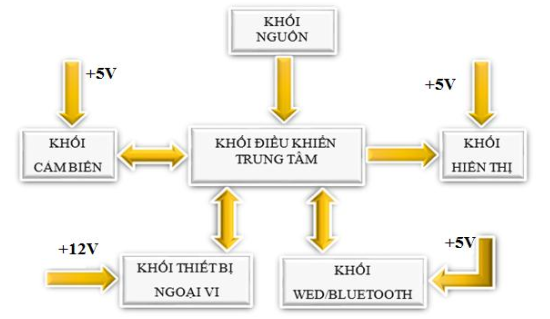 KHỐI
NGUỒN
+5V
+5V
KHỐI
CẢM BIẾN
KHỐI ĐIỀU KHIỂN
TRUNG TÂM
KHỐI
HIỂN THỊ
+12V
+5V
KHỐI THIẾT BỊ
NGOẠI VI
KHỐI
WED/BLUETOOTH